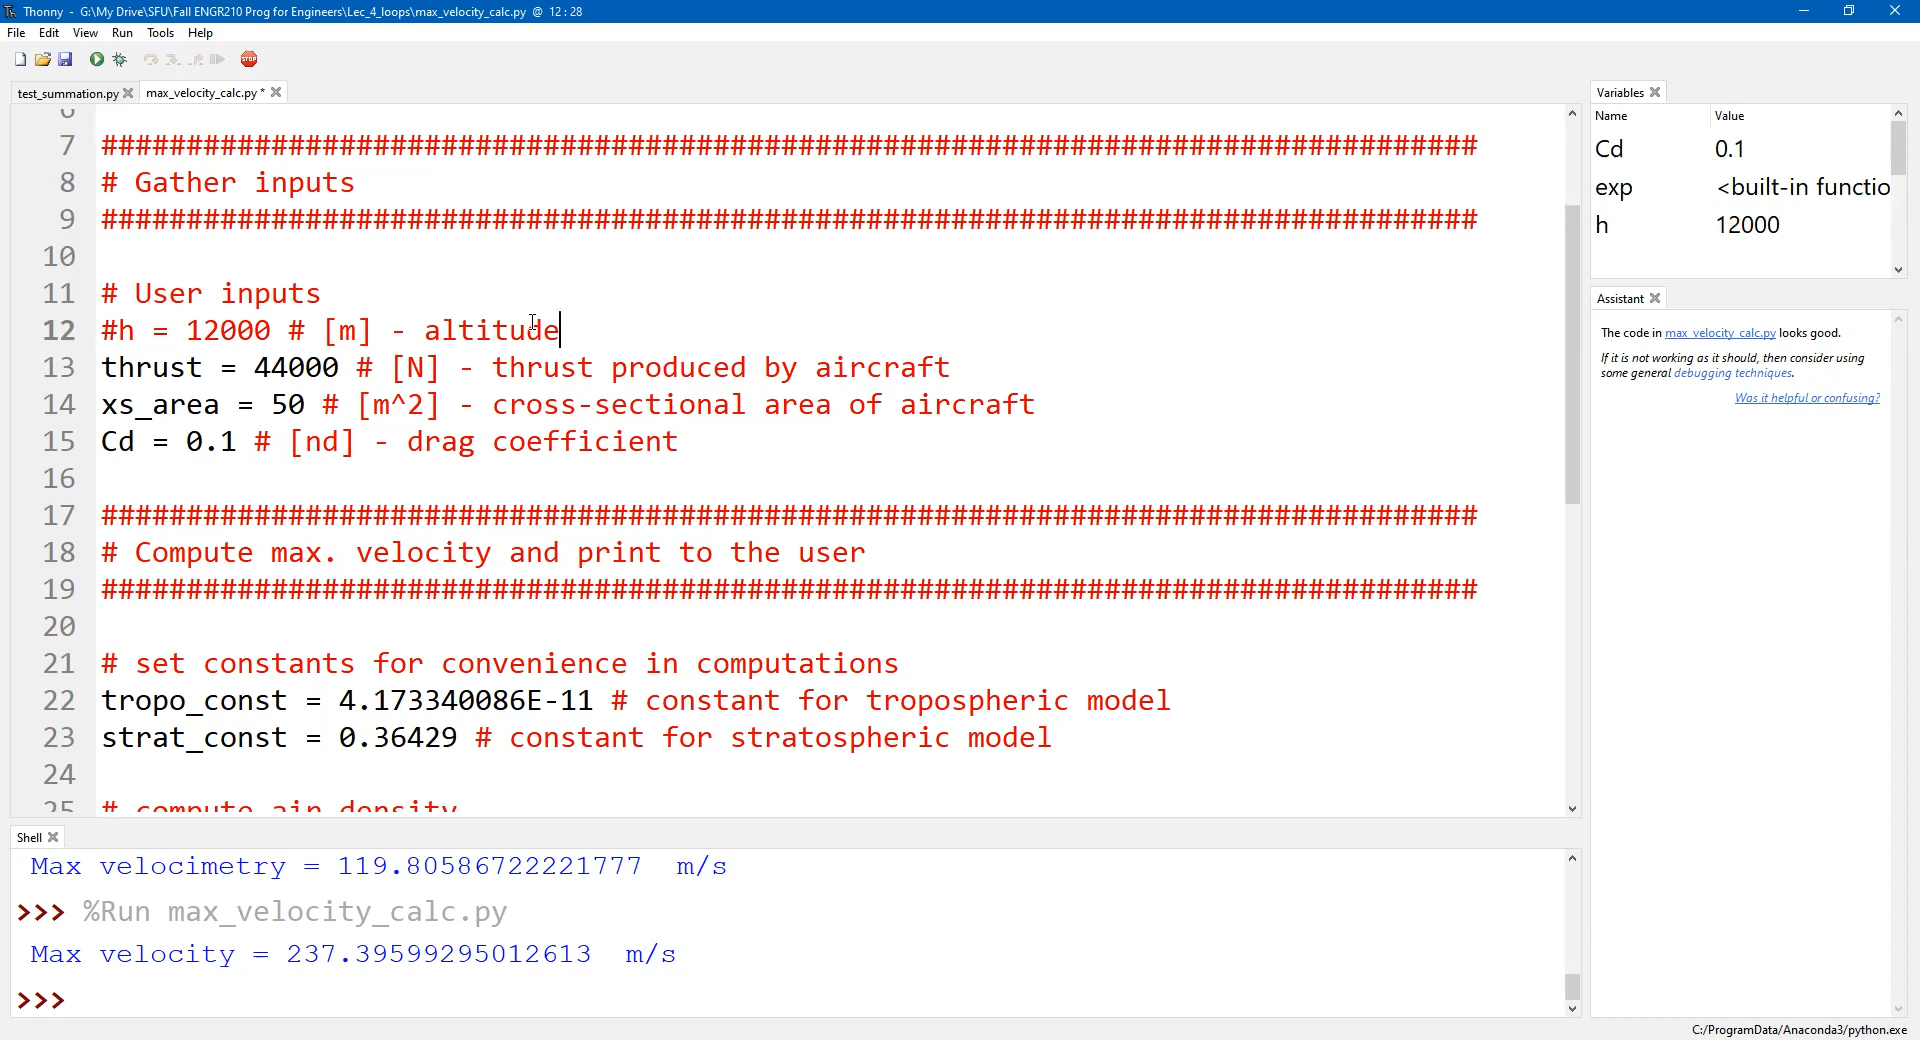 Thonny - G:\My Drive\SFU\Fall ENGR210 Prog for Engineers\Lec_4_loops\max_velocity_calc.py @ 12 : 28
File Edit View Run Tools Help
STOP
test_summation.py max_velocity_calc.py *
6
7 #################################################################################
8 # Gather inputs
9 #################################################################################
10
11 # User inputs
12 #h = 12000 # [m] - altitude
13 thrust = 44000 # [N] - thrust produced by aircraft
14 xs_area = 50 # [m^2] - cross-sectional area of aircraft
15 Cd = 0.1 # [nd] - drag coefficient
16
17 #################################################################################
18 # Compute max. velocity and print to the user
19 #################################################################################
20
21 # set constants for convenience in computations
22 tropo_const = 4.173340086E-11 # constant for tropospheric model
23 strat_const = 0.36429 # constant for stratospheric model
24
25 # compute air density
Shell
Max velocimetry = 119.80586722221777 m/s
>>> %Run max_velocity_calc.py
Max velocity = 237.39599295012613 m/s
>>>
Variables
Name Value
Cd 0.1
exp <built-in functio
h 12000
Assistant
The code in max_velocity_calc.py looks good.
If it is not working as it should, then consider using
some general debugging techniques.
Was it helpful or confusing?
C:/ProgramData/Anaconda3/python.exe